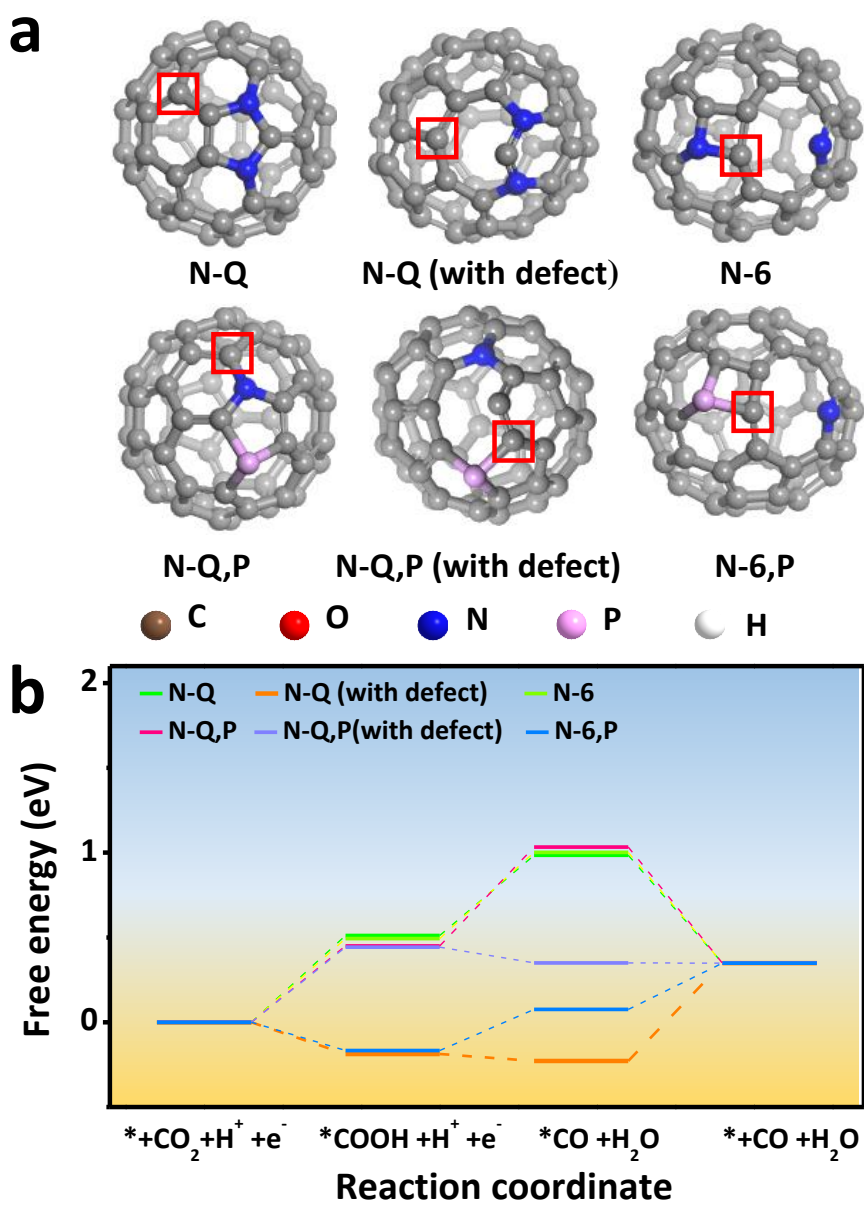 a
N-Q N-Q (with defect) N-6
N-Q,P N-Q,P (with defect) N-6,P
C O N P H
b
N-Q N-Q (with defect) N-6
N-Q,P N-Q,P(with defect) N-6,P
2
1
0
Free energy (eV)
*+CO₂+H⁺ +e⁻ *COOH +H⁺ +e⁻ *CO +H₂O *+CO +H₂O
Reaction coordinate